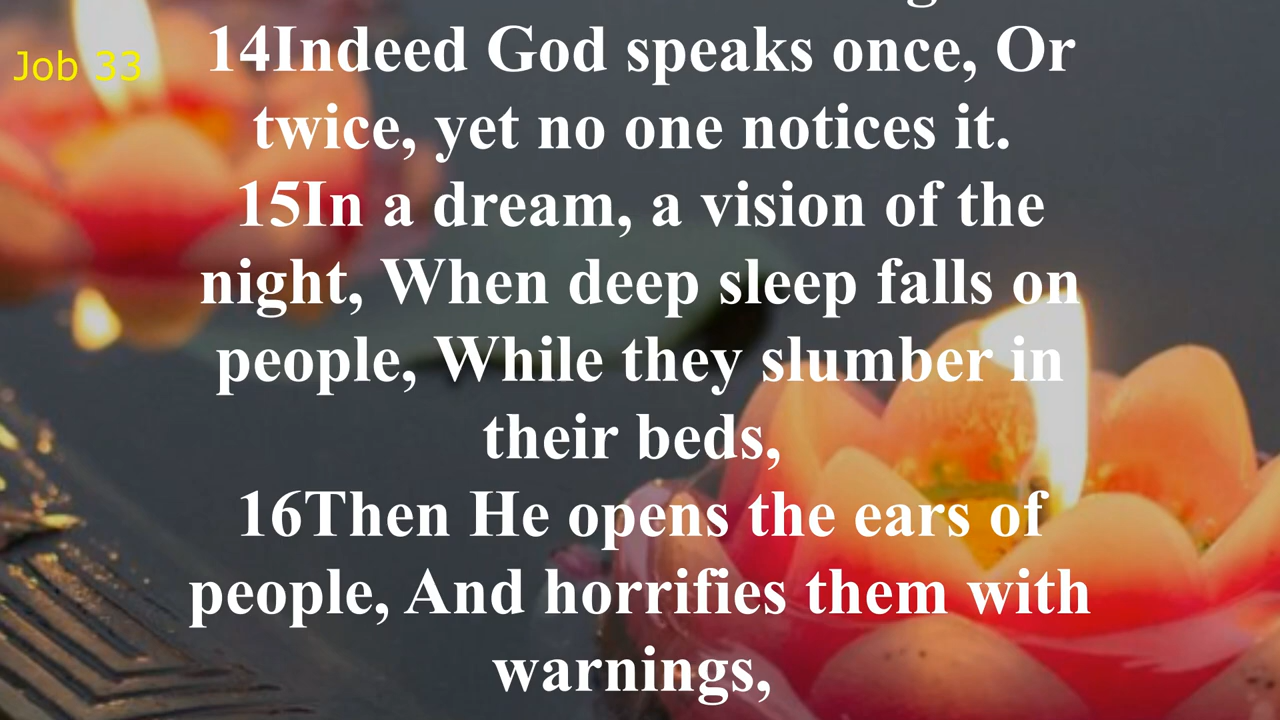 Job 33
14Indeed God speaks once, Or
twice, yet no one notices it.
15In a dream, a vision of the
night, When deep sleep falls on
people, While they slumber in
their beds,
16Then He opens the ears of
people, And horrifies them with
warnings,